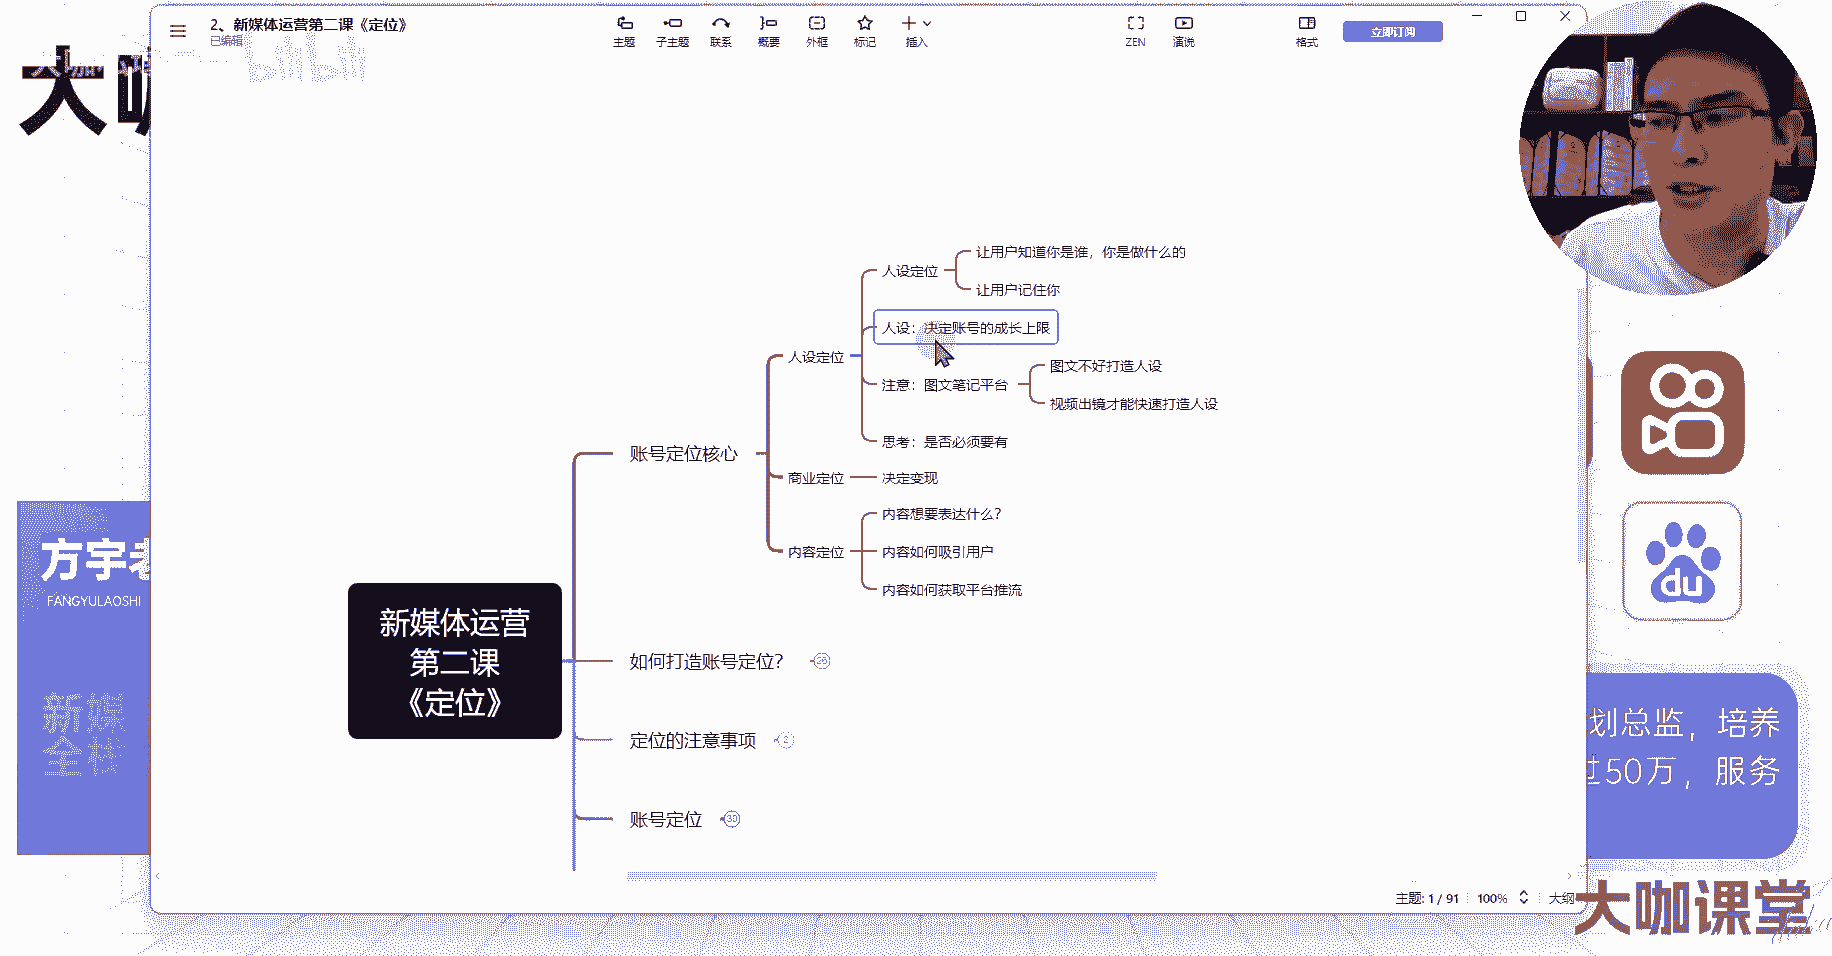 2、新媒体运营第二课《定位》
已编辑
主题
子主题
联系
概要
外框
标记
插入
ZEN
演说
格式
立即订阅
bilibili
大咖
人设定位
让用户知道你是谁，你是做什么的
让用户记住你
人设：决定账号的成长上限
人设定位
注意：图文笔记平台
图文不好打造人设
视频出镜才能快速打造人设
思考：是否必须要有
账号定位核心
商业定位
决定变现
内容想要表达什么？
内容定位
内容如何吸引用户
内容如何获取平台推流
新媒体运营
第二课
《定位》
如何打造账号定位？
定位的注意事项
2
账号定位
30
方宇老
FANGYULAOSHI
新媒
全栈
du
划总监，培养
过50万，服务
主题: 1 / 91
100%
大纲
大咖课堂